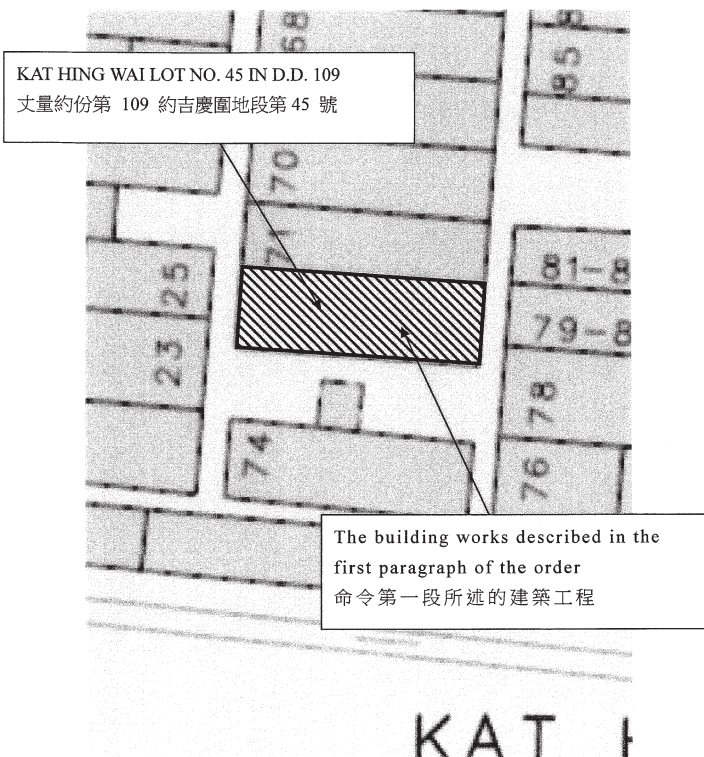 68
85
85
KAT HING WAI LOT NO. 45 IN D.D. 109
丈量約份第 109 約吉慶圍地段第 45 號
70
71
25
81-8
79-8
23
78
74
76
The building works described in the
first paragraph of the order
命令第一段所述的建築工程
KAT